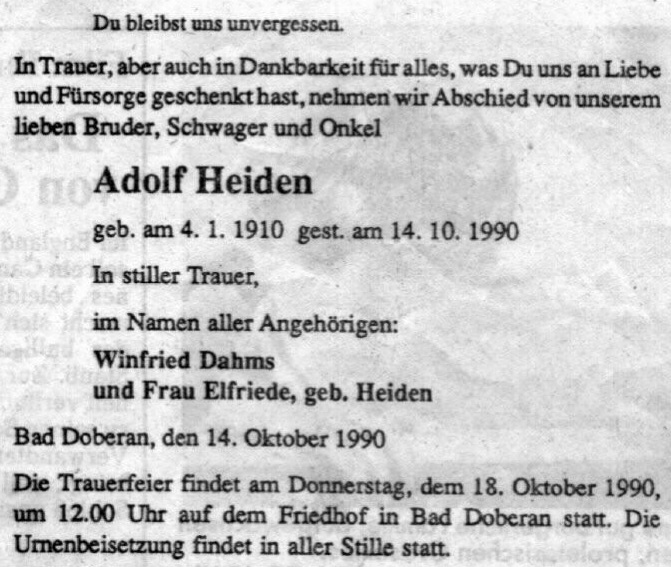 Du bleibst uns unvergessen.
In Trauer, aber auch in Dankbarkeit für alles, was Du uns an Liebe
und Fürsorge geschenkt hast, nehmen wir Abschied von unserem
lieben Bruder, Schwager und Onkel
Adolf Heiden
geb. am 4. 1. 1910 gest. am 14. 10. 1990
In stiller Trauer,
im Namen aller Angehörigen:
Winfried Dahms
und Frau Elfriede, geb. Heiden
Bad Doberan, den 14. Oktober 1990
Die Trauerfeier findet am Donnerstag, dem 18. Oktober 1990,
um 12.00 Uhr auf dem Friedhof in Bad Doberan statt. Die
Urnenbeisetzung findet in aller Stille statt.